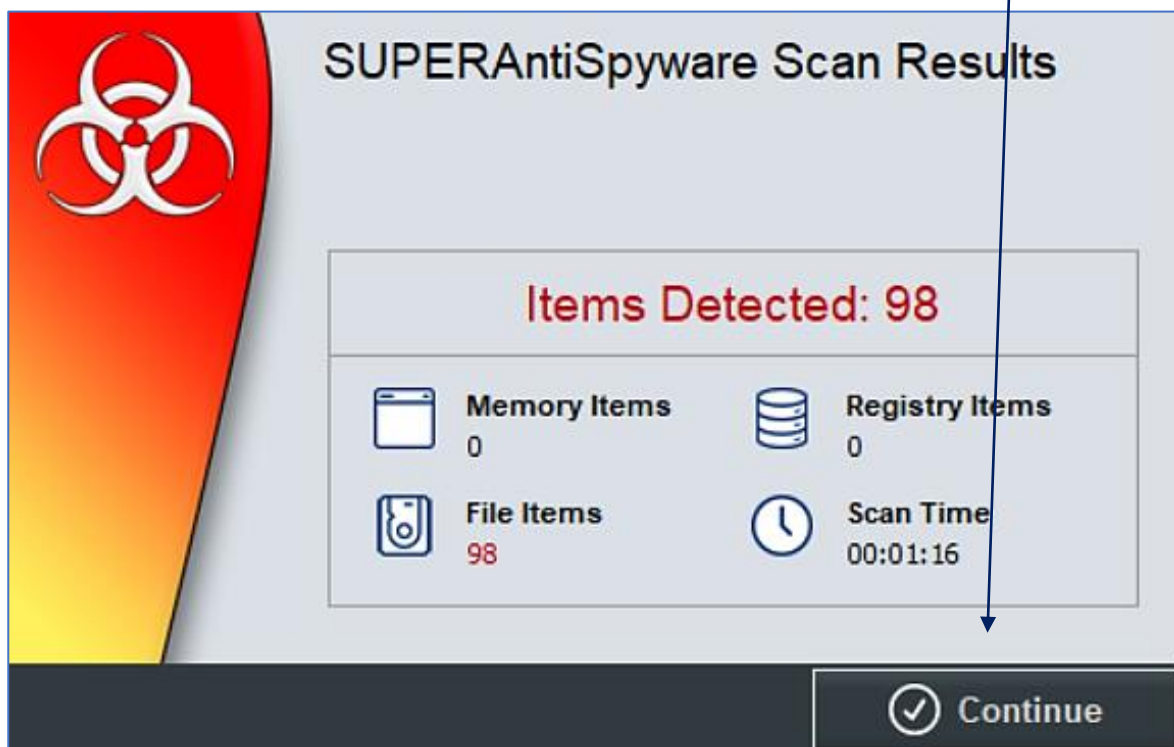 SUPERAntiSpyware Scan Results
Items Detected: 98
Memory Items
0
Registry Items
0
File Items
98
Scan Time
00:01:16
Continue